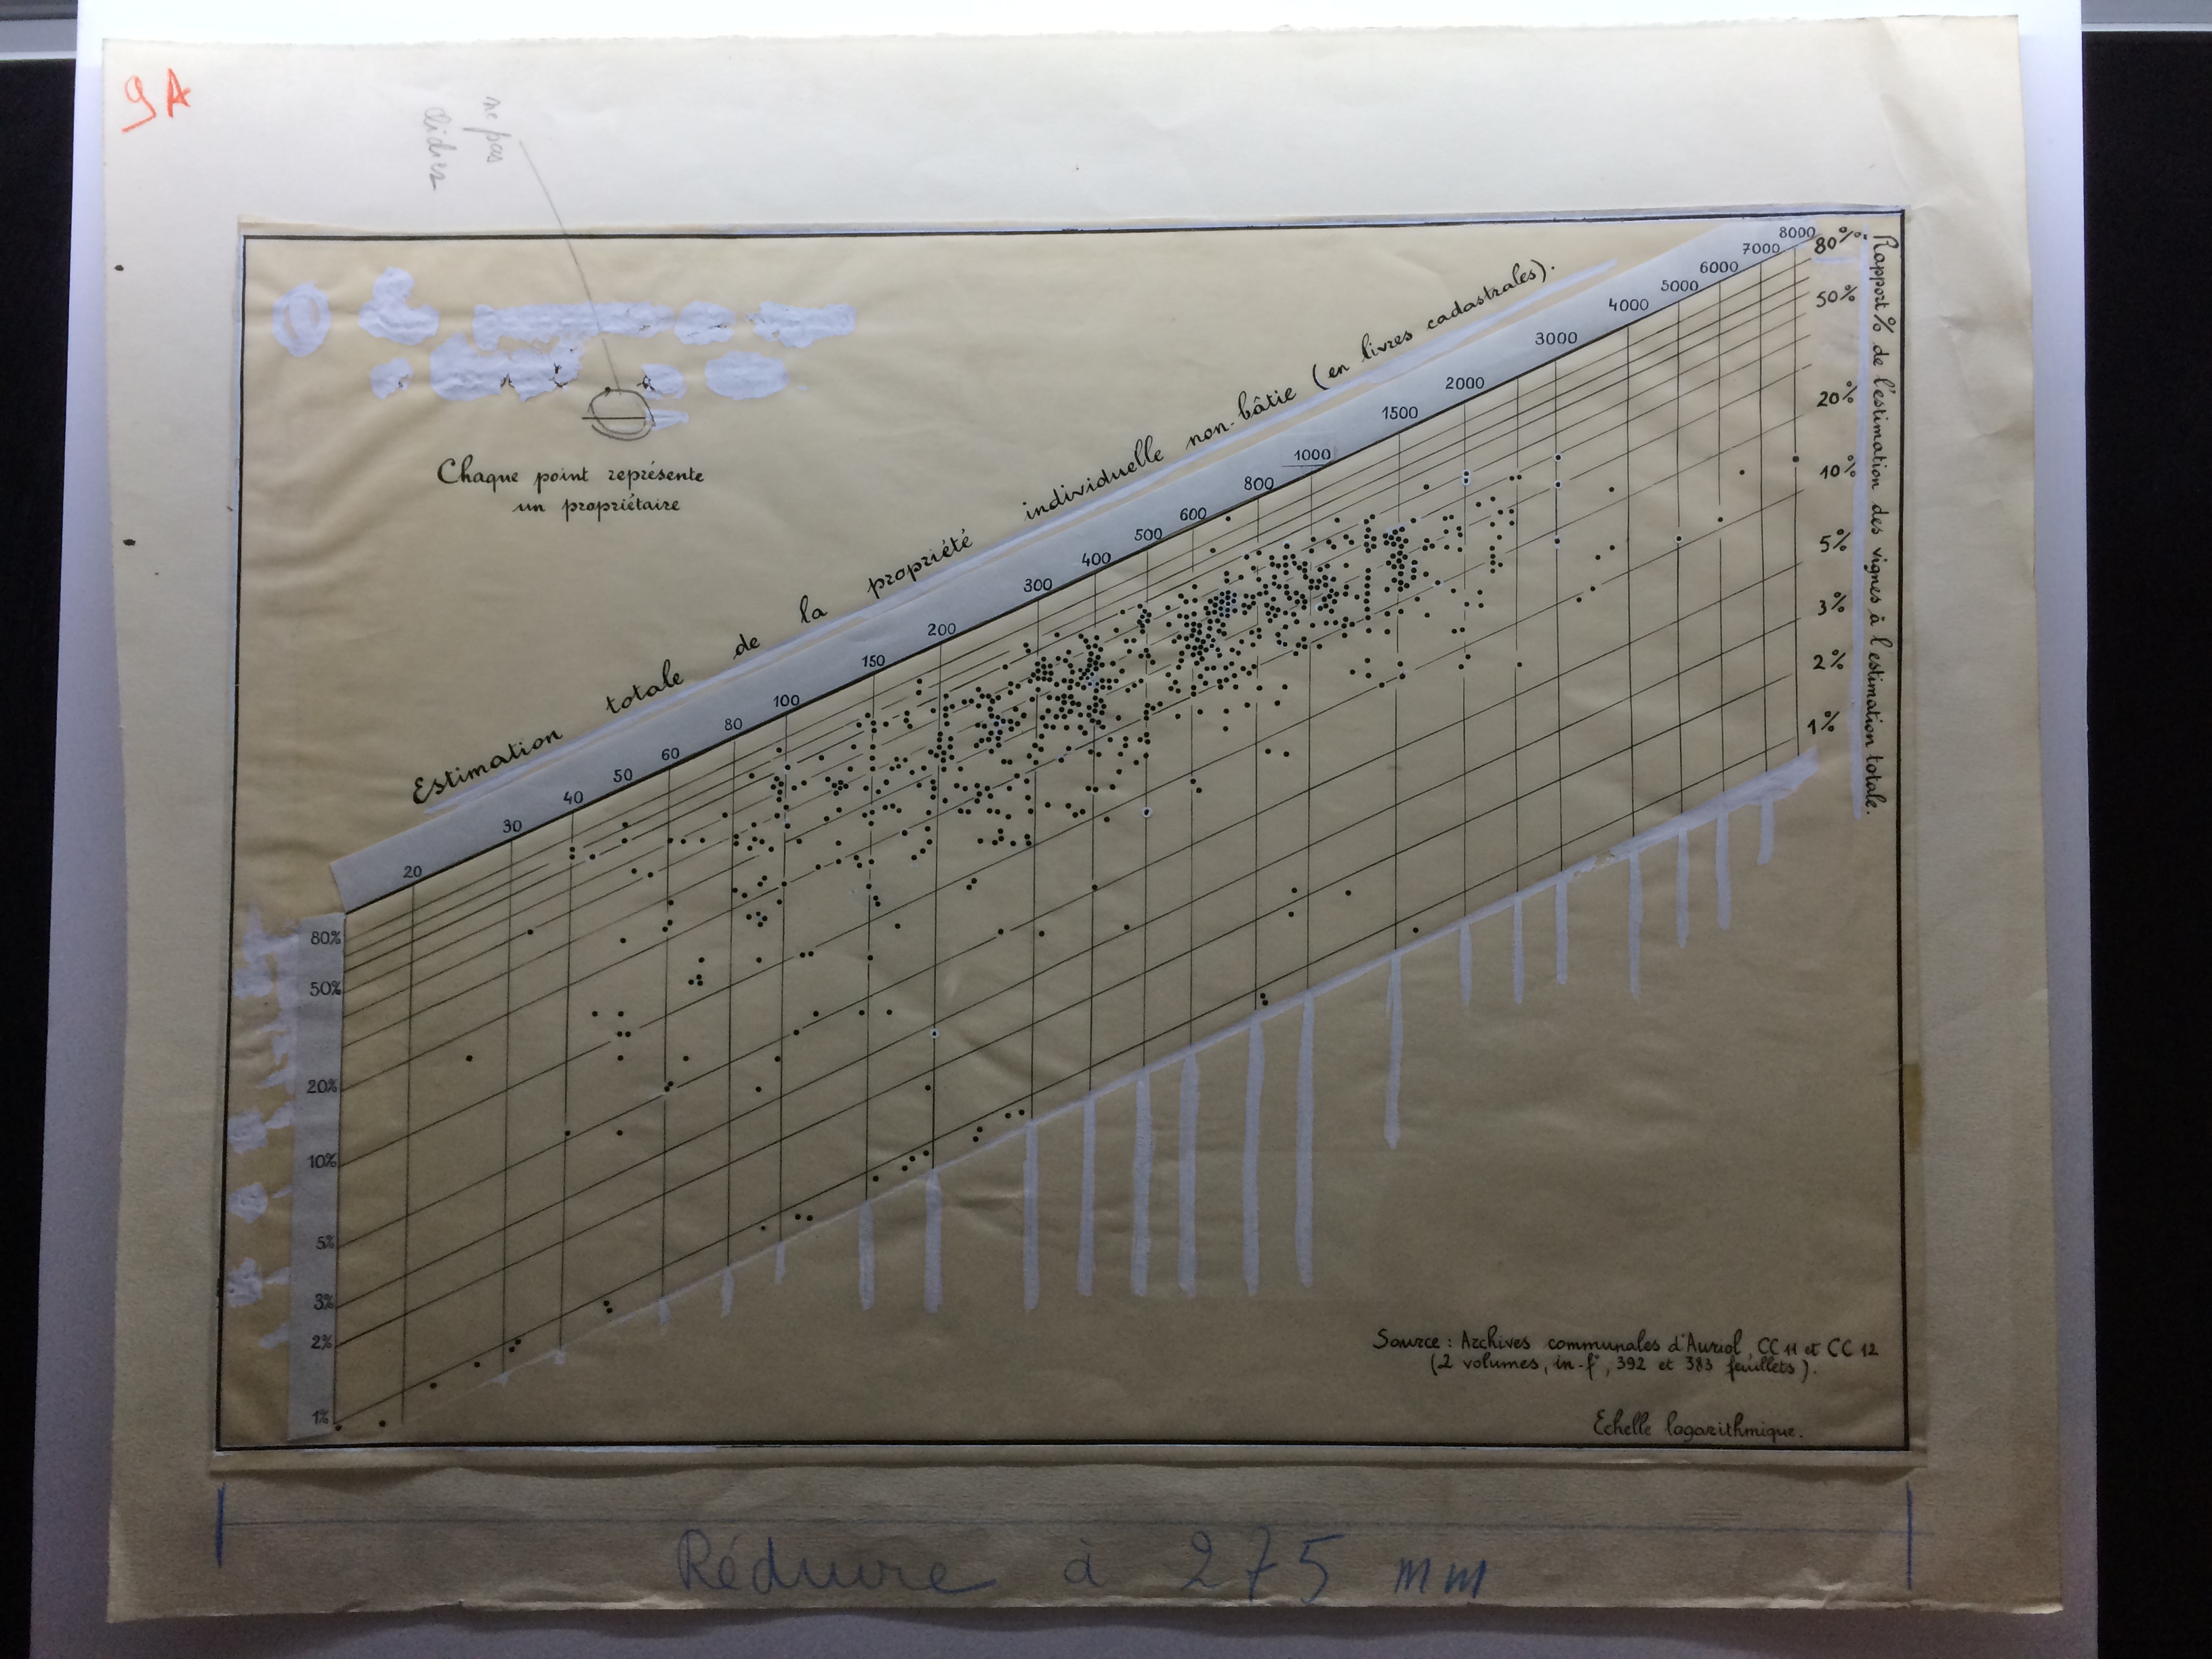 9A
ne pas
Chaque point représente
un propriétaire
Estimation totale de la propriété individuelle non-bâtie (en livres cadastrales).
20 30 40 50 60 80 100 150 200 300 400 500 600 800 1000 1500 2000 3000 4000 5000 6000 7000 8000
80%
50%
20%
10%
5%
3%
2%
1%
Rapport % de l'estimation des vignes à l'estimation totale.
80%
50%
20%
10%
5%
3%
2%
1%
Source : Archives communales d'Auriol, CC 11 et CC 12
(2 volumes, in-f°, 392 et 383 feuillets).
Echelle logarithmique.
Réduire à 275 mm